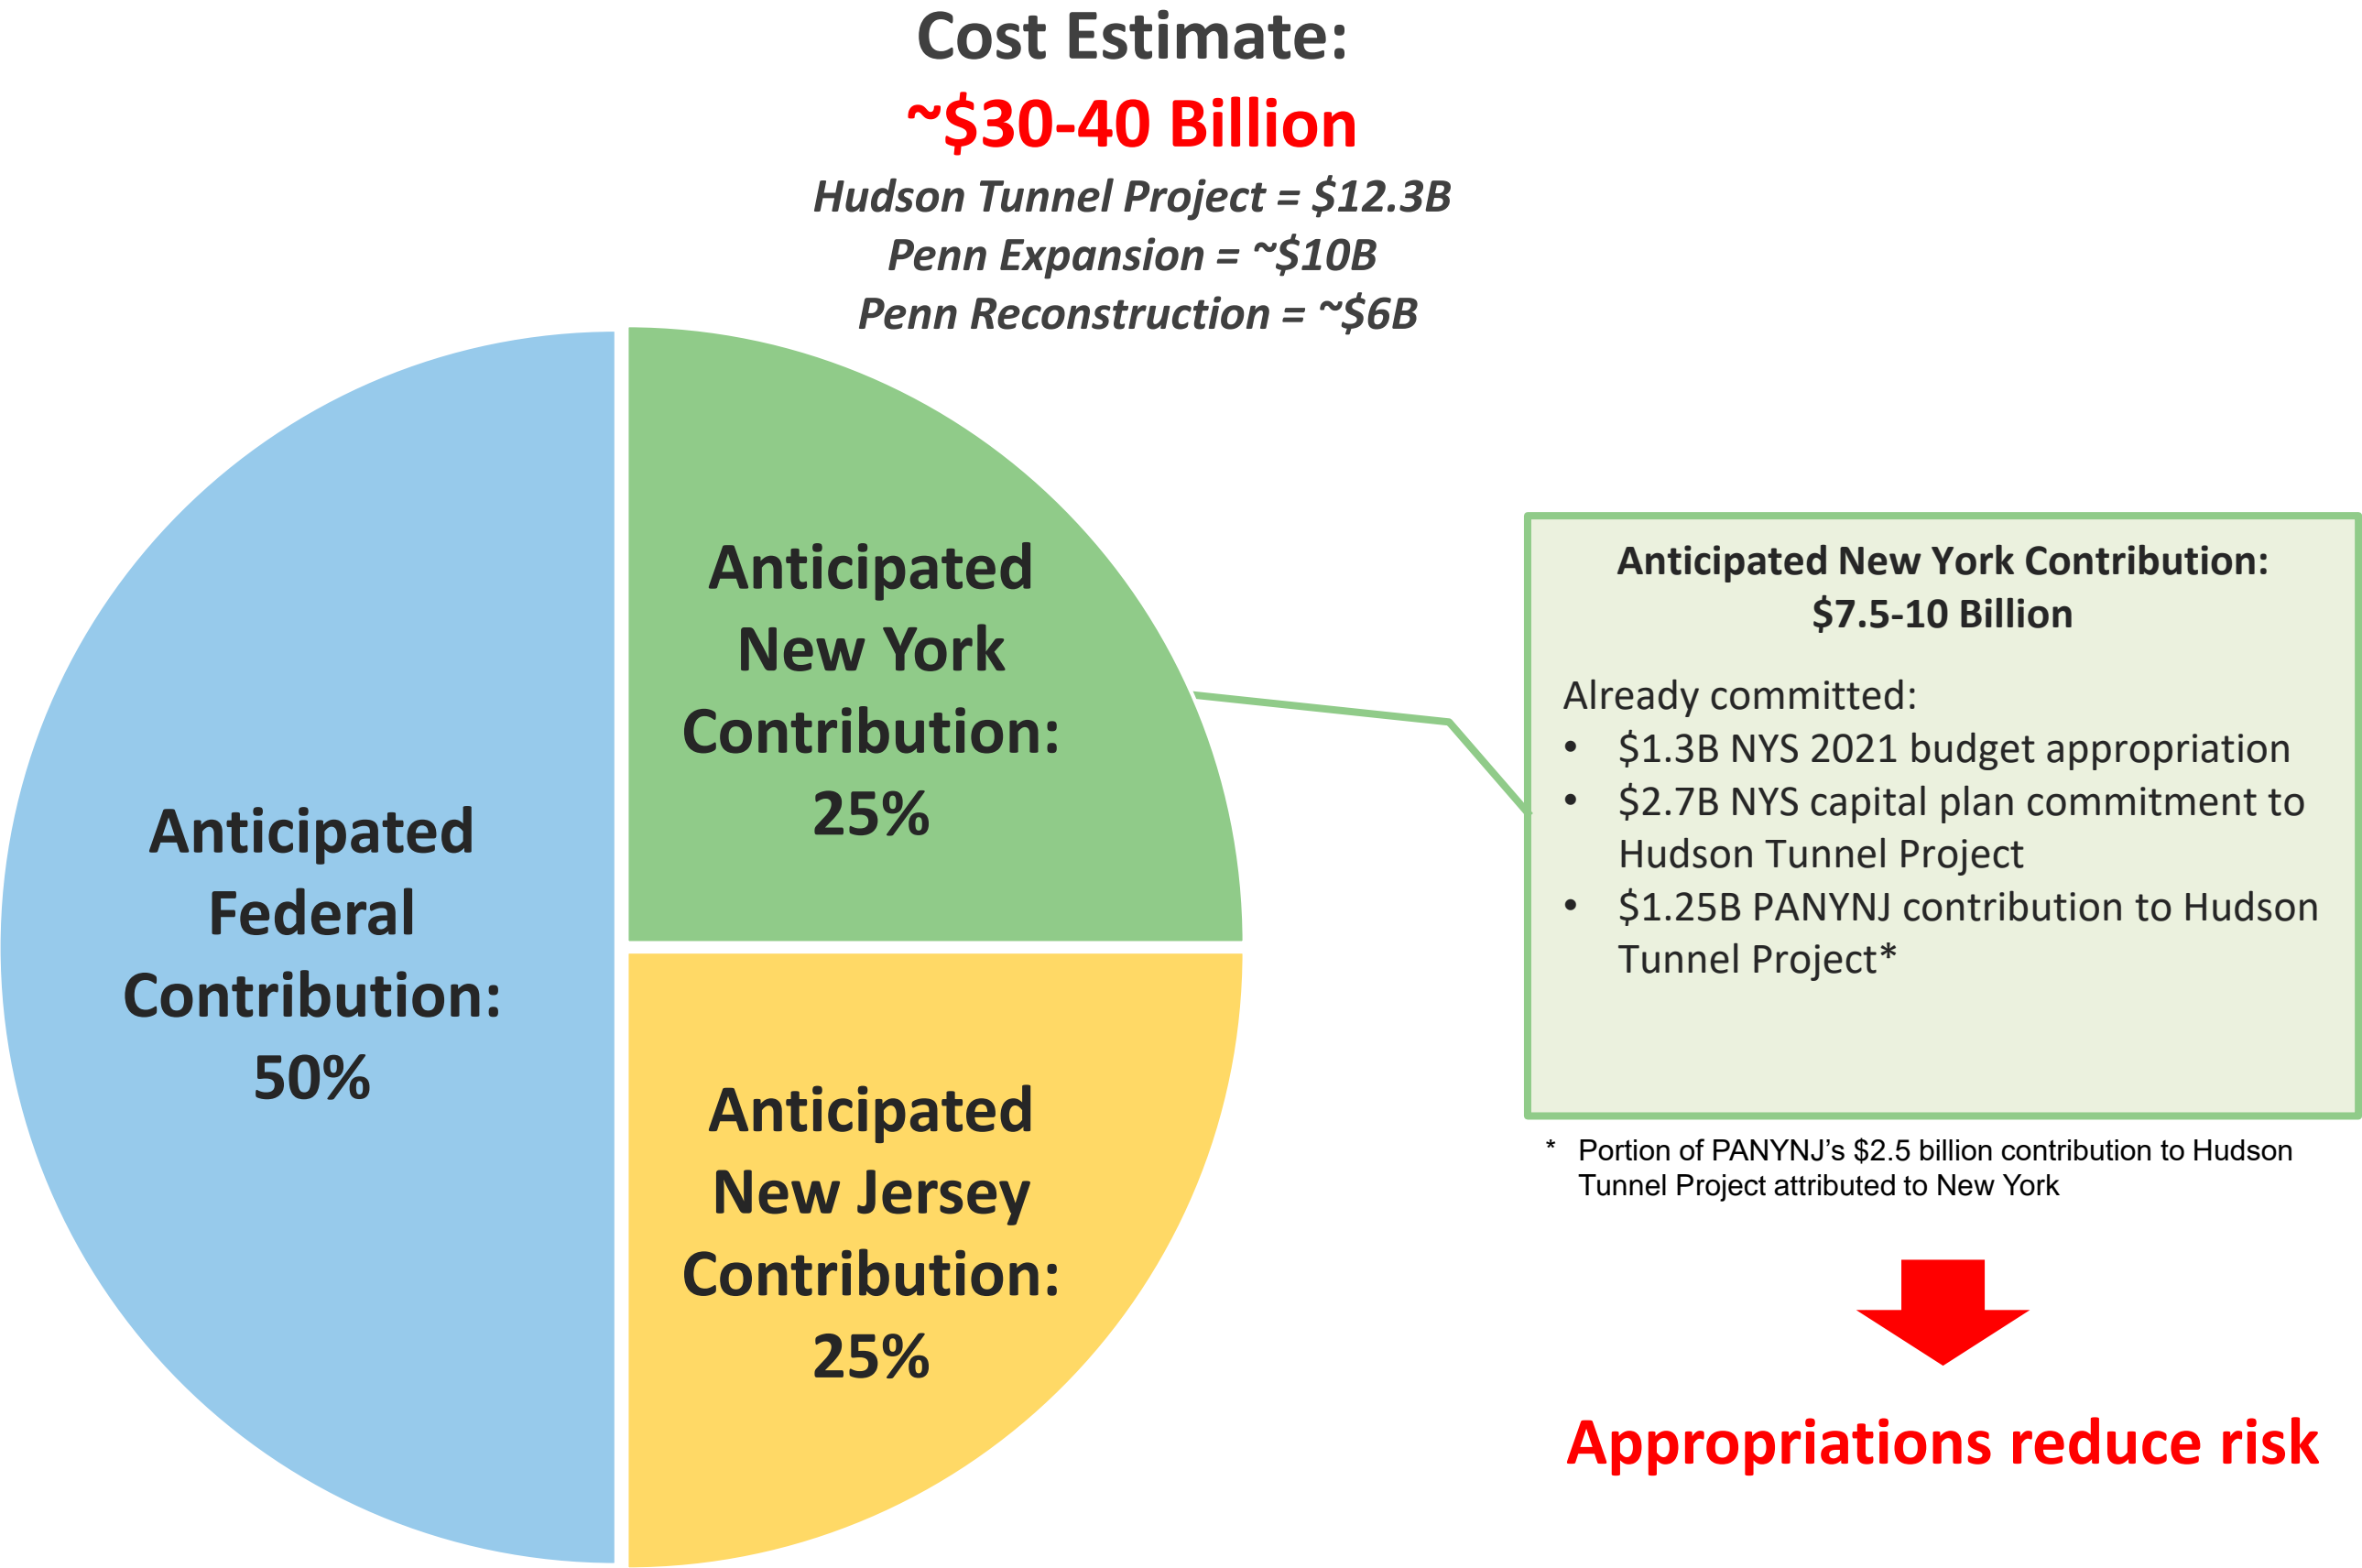 Cost Estimate:
~$30-40 Billion
Hudson Tunnel Project = $12.3B
Penn Expansion = ~$10B
Penn Reconstruction = ~$6B
Anticipated
Federal
Contribution:
50%
Anticipated
New York
Contribution:
25%
Anticipated
New Jersey
Contribution:
25%
Anticipated New York Contribution:
$7.5-10 Billion
Already committed:
• $1.3B NYS 2021 budget appropriation
• $2.7B NYS capital plan commitment to
Hudson Tunnel Project
• $1.25B PANYNJ contribution to Hudson
Tunnel Project*
* Portion of PANYNJ’s $2.5 billion contribution to Hudson
Tunnel Project attributed to New York
Appropriations reduce risk